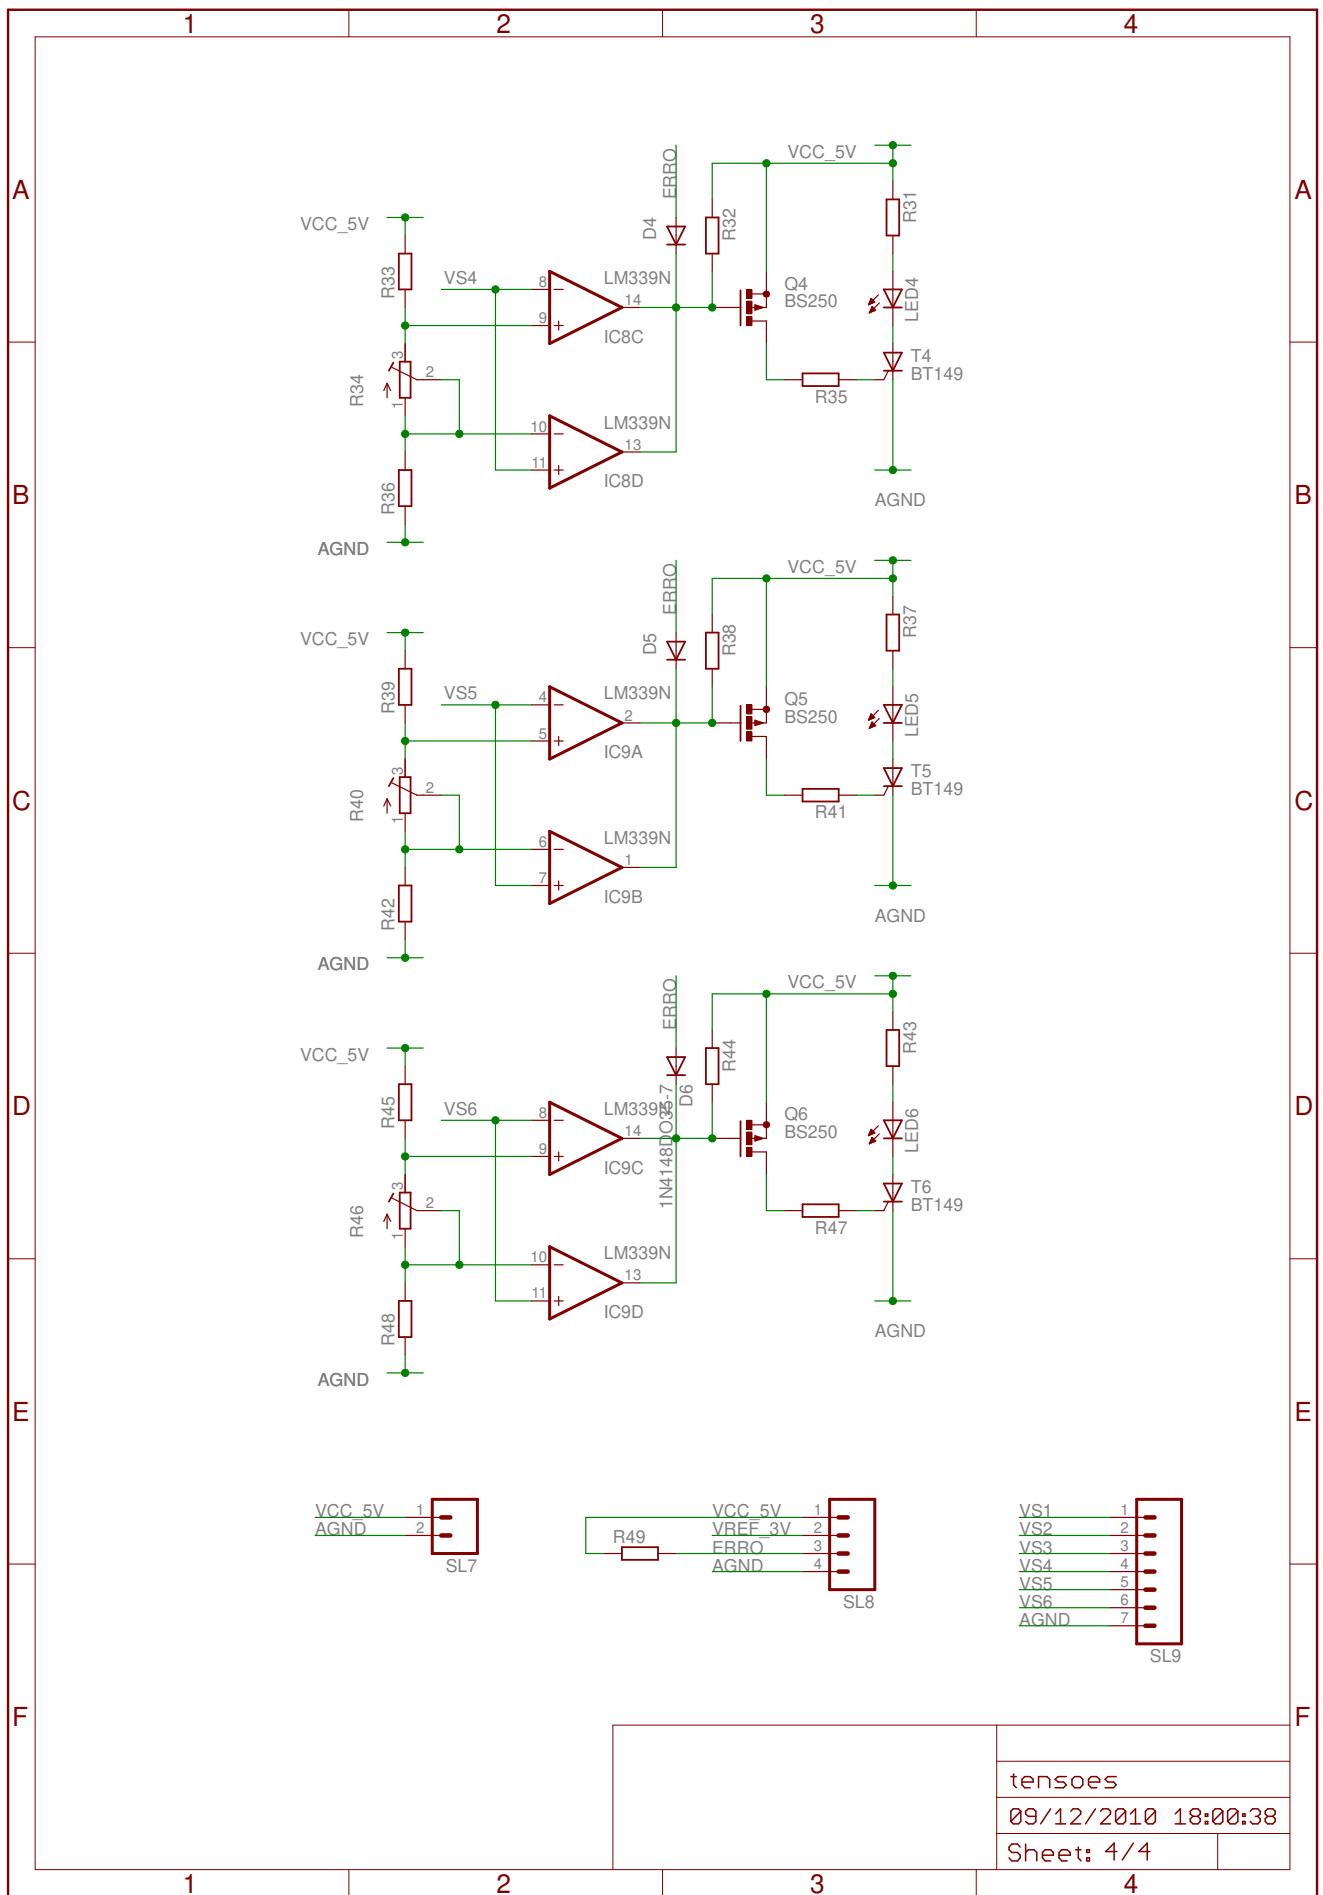 1 2 3 4
A A
ERRO
VCC_5V
R31
VCC_5V
D4
R32
R33
VS4
8
LM339N
14
9
IC8C
Q4
BS250
LED4
3
R34
2
1
T4
BT149
R35
10
LM339N
13
11
IC8D
R36
B B
AGND
AGND
ERRO
VCC_5V
R37
VCC_5V
D5
R38
R39
VS5
4
LM339N
2
5
IC9A
Q5
BS250
LED5
3
R40
2
1
T5
BT149
R41
C C
6
LM339N
1
7
IC9B
R42
AGND
AGND
ERRO
VCC_5V
R43
VCC_5V
D6
1N4148DO35-7
R44
D D
R45
VS6
8
LM339N
14
9
IC9C
Q6
BS250
LED6
3
R46
2
1
T6
BT149
R47
10
LM339N
13
11
IC9D
R48
AGND
AGND
E E
VCC_5V 1
AGND 2
SL7
R49
VCC_5V 1
VREF_3V 2
ERRO 3
AGND 4
SL8
VS1 1
VS2 2
VS3 3
VS4 4
VS5 5
VS6 6
AGND 7
SL9
F F
tensoes
09/12/2010 18:00:38
Sheet: 4/4
1 2 3 4